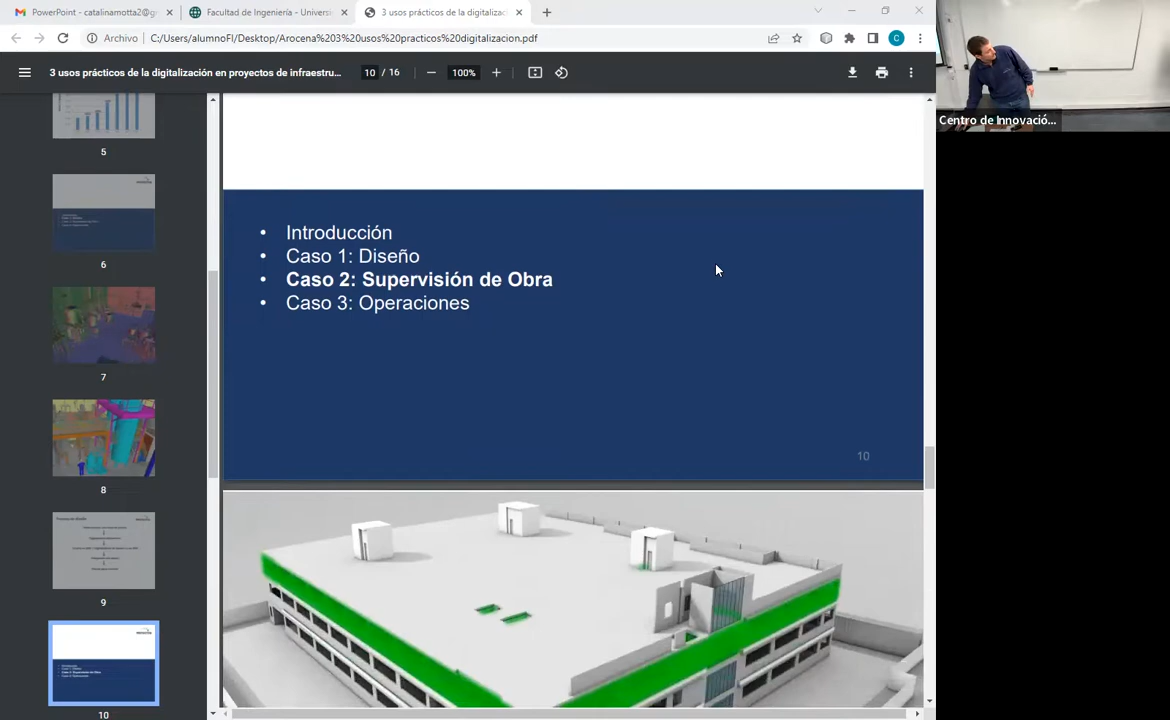 PowerPoint - catalinamotta2@g
Facultad de Ingeniería - Universi
3 usos prácticos de la digitalizac
Archivo
C:/Users/alumnoFI/Desktop/Arocena%203%20usos%20practicos%20digitalizacion.pdf
C
3 usos prácticos de la digitalización en proyectos de infraestru...
10 / 16
100%
Centro de Innovació...
5
6
7
8
9
10
• Introducción
• Caso 1: Diseño
• Caso 2: Supervisión de Obra
• Caso 3: Operaciones
10